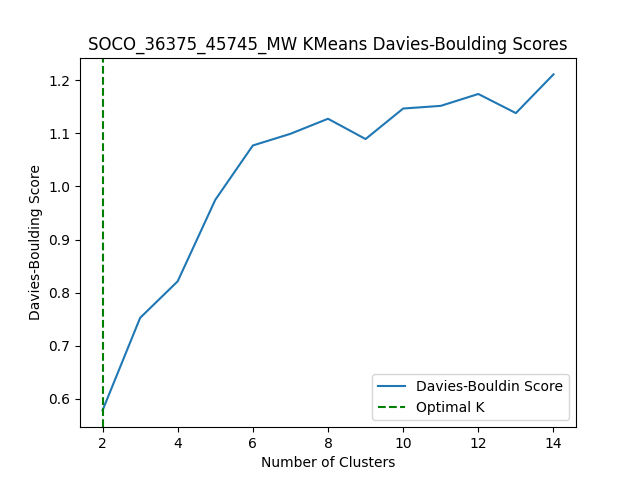 SOCO_36375_45745_MW KMeans Davies-Boulding Scores
1.2
1.1
1.0
0.9
0.8
0.7
0.6
Davies-Boulding Score
Davies-Bouldin Score
Optimal K
2 4 6 8 10 12 14
Number of Clusters